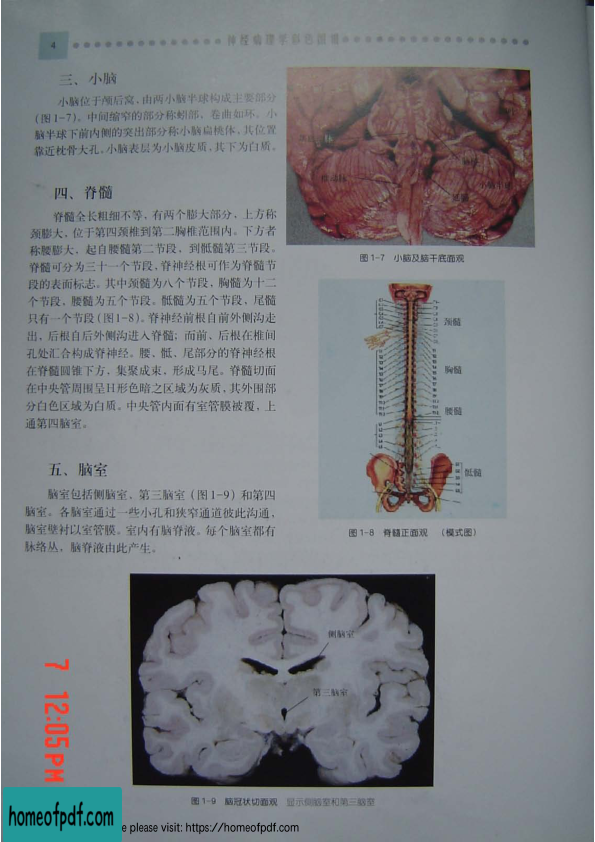 4
神经病理学彩色图谱
三、小脑
小脑位于颅后窝,由两小脑半球构成主要部分
(图1-7)。中间缩窄的部分称蚓部,卷曲如环。小
脑半球下前内侧的突出部分称小脑扁桃体,其位置
靠近枕骨大孔。小脑表层为小脑皮质,其下为白质。
图1-7 小脑及脑干底面观
四、脊髓
脊髓全长粗细不等,有两个膨大部分,上方称
颈膨大,位于第四颈椎到第二胸椎范围内。下方者
称腰膨大,起自腰髓第二节段,到骶髓第三节段。
脊髓可分为三十一个节段,脊神经根可作为脊髓节
段的表面标志。其中颈髓为八个节段,胸髓为十二
个节段,腰髓为五个节段。骶髓为五个节段,尾髓
只有一个节段(图1-8)。脊神经前根自前外侧沟走
出,后根自后外侧沟进入脊髓;而前、后根在椎间
孔处汇合构成脊神经。腰、骶、尾部分的脊神经根
在脊髓圆锥下方,集聚成束,形成马尾。脊髓切面
在中央管周围呈H形色暗之区域为灰质,其外围部
分白色区域为白质。中央管内面有室管膜被覆,上
通第四脑室。
颈髓
胸髓
腰髓
骶髓
图1-8 脊髓正面观 (模式图)
五、脑室
脑室包括侧脑室、第三脑室(图1-9)和第四
脑室。各脑室通过一些小孔和狭窄通道彼此沟通,
脑室壁衬以室管膜。室内有脑脊液。每个脑室都有
脉络丛,脑脊液由此产生。
侧脑室
第三脑室
图1-9 脑冠状切面观 显示侧脑室和第三脑室
7 12:05PM
homeofpdf.com
e please visit: https://homeofpdf.com